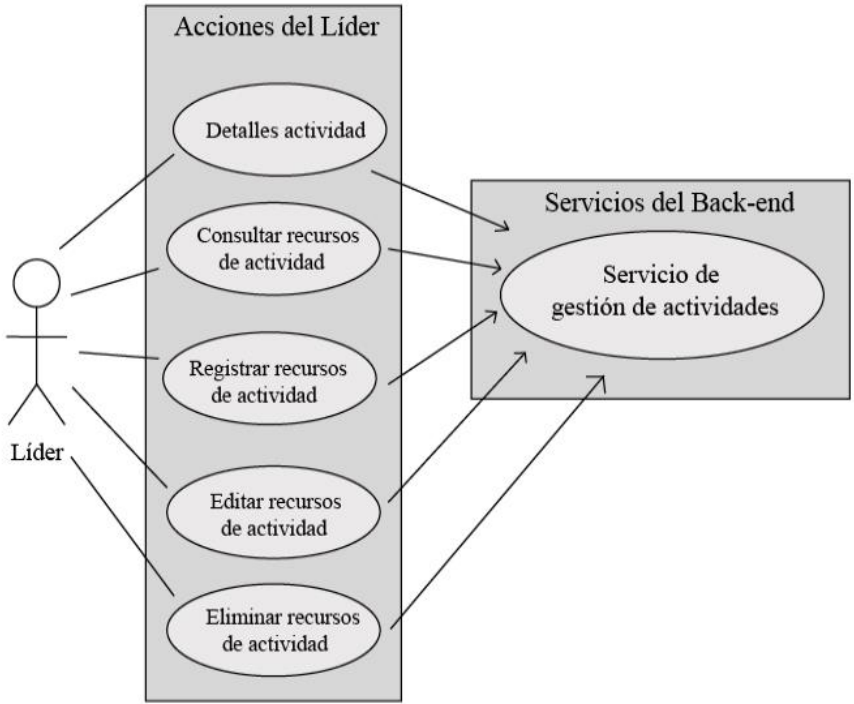 Acciones del Líder
Detalles actividad
Consultar recursos
de actividad
Registrar recursos
de actividad
Editar recursos
de actividad
Eliminar recursos
de actividad
Líder
Servicios del Back-end
Servicio de
gestión de actividades